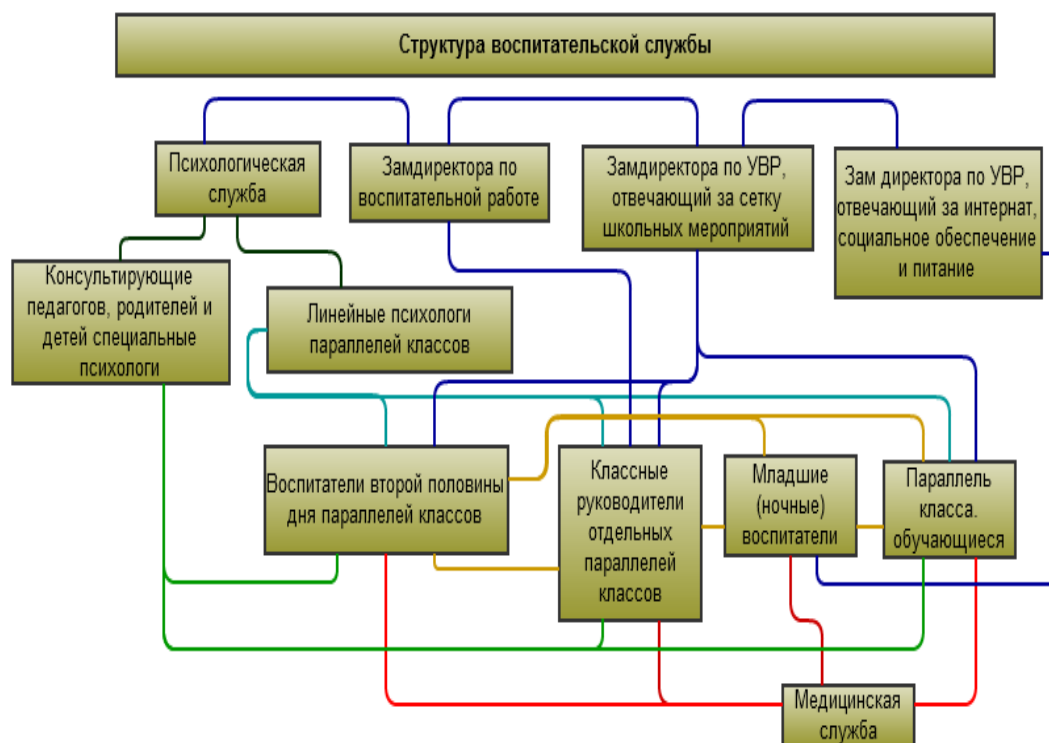 Структура воспитательской службы
Психологическая
служба
Замдиректора по
воспитательной работе
Замдиректора по УВР,
отвечающий за сетку
школьных мероприятий
Зам директора по УВР,
отвечающий за интернат,
социальное обеспечение
и питание
Консультирующие
педагогов, родителей и
детей специальные
психологи
Линейные психологи
параллелей классов
Воспитатели второй половины
дня параллелей классов
Классные
руководители
отдельных
параллелей
классов
Младшие
(ночные)
воспитатели
Параллель
класса.
обучающиеся
Медицинская
служба